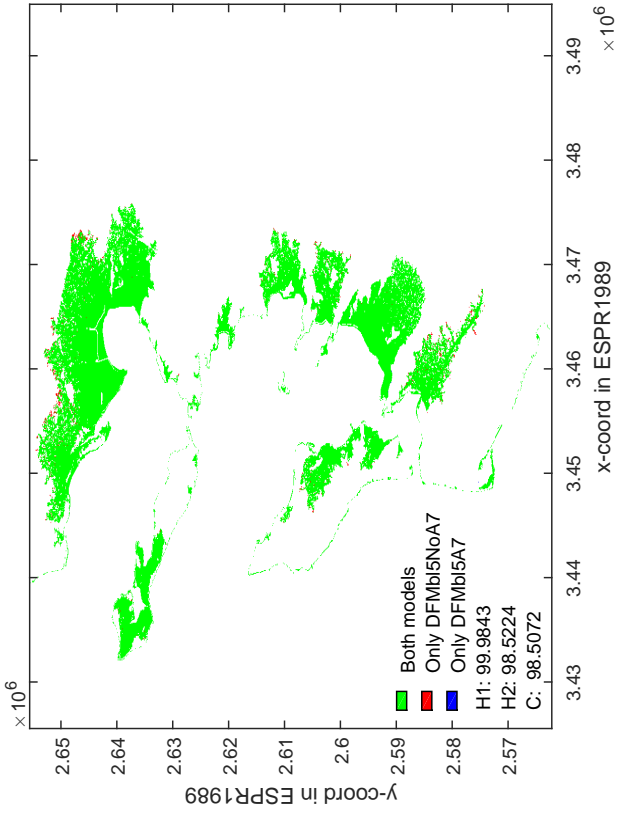 ×10⁶
2.65
2.64
2.63
2.62
2.61
2.6
2.59
2.58
2.57
y-coord in ESPR1989
Both models
Only DFMbl5NoA7
Only DFMbl5A7
H1: 99.9843
H2: 98.5224
C: 98.5072
3.43
3.44
3.45
3.46
3.47
3.48
3.49
×10⁶
x-coord in ESPR1989